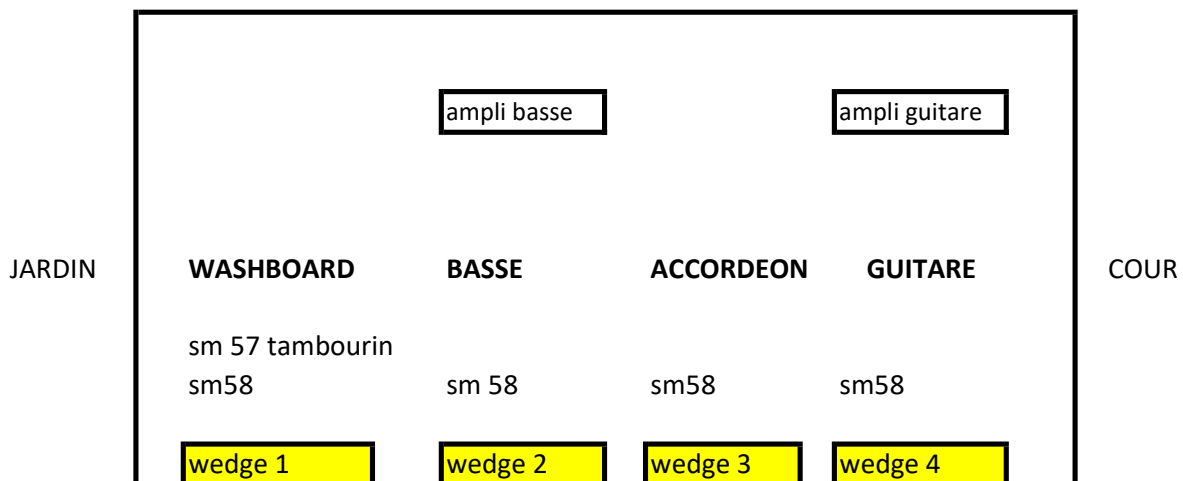 ampli basse ampli guitare
JARDIN WASHBOARD BASSE ACCORDEON GUITARE COUR
sm 57 tambourin
sm58 sm 58 sm58 sm58
wedge 1 wedge 2 wedge 3 wedge 4